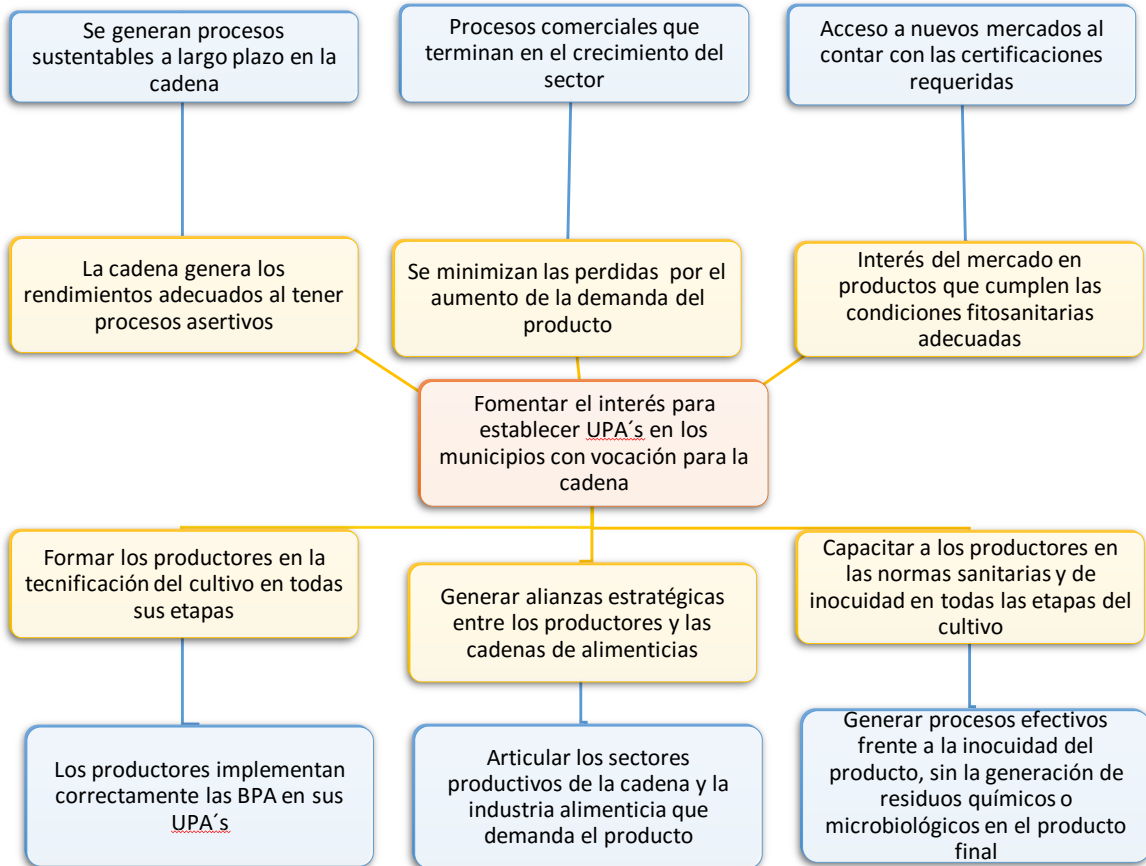 Se generan procesos
sustentables a largo plazo en la
cadena
Procesos comerciales que
terminan en el crecimiento del
sector
Acceso a nuevos mercados al
contar con las certificaciones
requeridas
La cadena genera los
rendimientos adecuados al tener
procesos asertivos
Se minimizan las perdidas por el
aumento de la demanda del
producto
Interés del mercado en
productos que cumplen las
condiciones fitosanitarias
adecuadas
Fomentar el interés para
establecer UPA´s en los
municipios con vocación para la
cadena
Formar los productores en la
tecnificación del cultivo en todas
sus etapas
Generar alianzas estratégicas
entre los productores y las
cadenas de alimenticias
Capacitar a los productores en
las normas sanitarias y de
inocuidad en todas las etapas del
cultivo
Los productores implementan
correctamente las BPA en sus
UPA´s
Articular los sectores
productivos de la cadena y la
industria alimenticia que
demanda el producto
Generar procesos efectivos
frente a la inocuidad del
producto, sin la generación de
residuos químicos o
microbiológicos en el producto
final